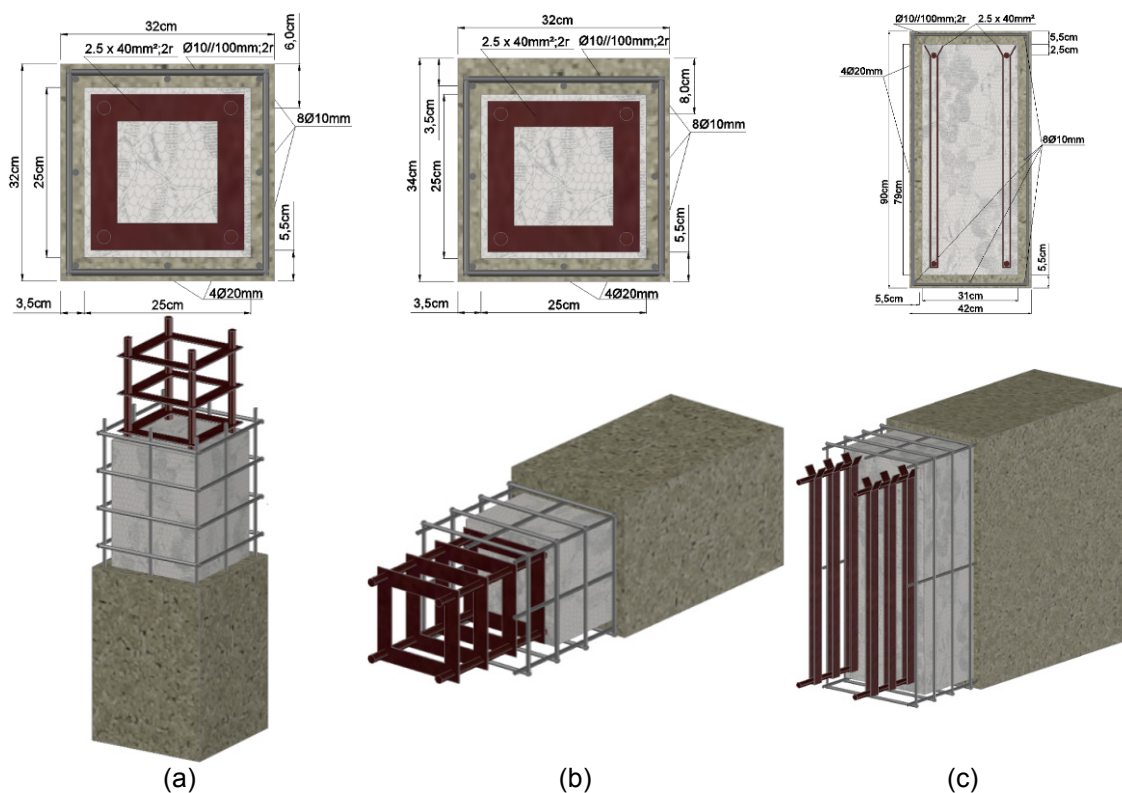 32cm
6,0cm
2.5 x 40mm²;2r
Ø10//100mm;2r
32cm
25cm
8Ø10mm
5,5cm
4Ø20mm
3,5cm
25cm
32cm
2.5 x 40mm²;2r
Ø10//100mm;2r
3,5cm
8,0cm
34cm
25cm
8Ø10mm
5,5cm
4Ø20mm
3,5cm
25cm
Ø10//100mm;2r
2.5 x 40mm²
5,5cm
2,5cm
4Ø20mm
8Ø10mm
90cm
79cm
5,5cm
5,5cm
31cm
42cm
(a)
(b)
(c)